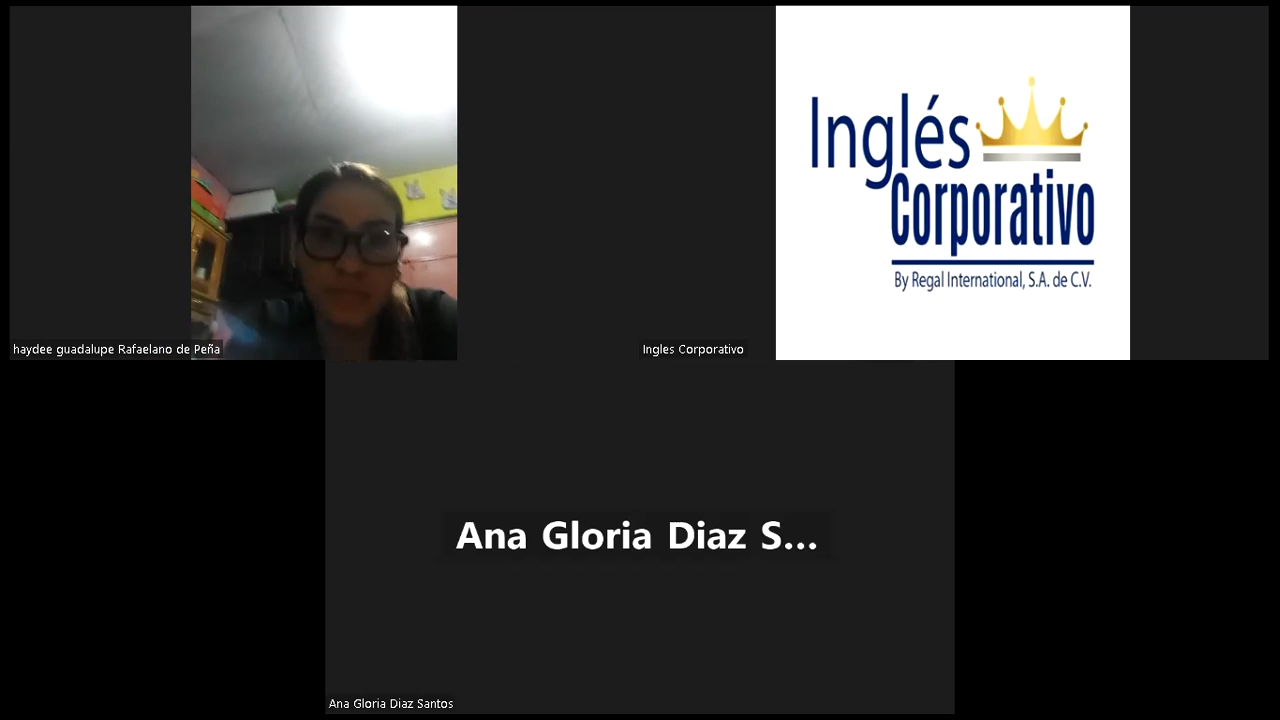 Inglés
Corporativo
By Regal International, S.A. de C.V.
haydee guadalupe Rafaelano de Peña
Ingles Corporativo
Ana Gloria Diaz S...
Ana Gloria Diaz Santos